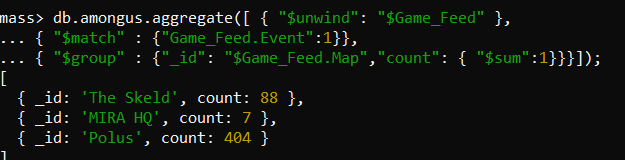 mass> db.amongus.aggregate([ { "$unwind": "$Game_Feed" },
... { "$match" : {"Game_Feed.Event":1}},
... { "$group" : {"_id": "$Game_Feed.Map","count": { "$sum":1}}}]);
[
  { _id: 'The Skeld', count: 88 },
  { _id: 'MIRA HQ', count: 7 },
  { _id: 'Polus', count: 404 }
]